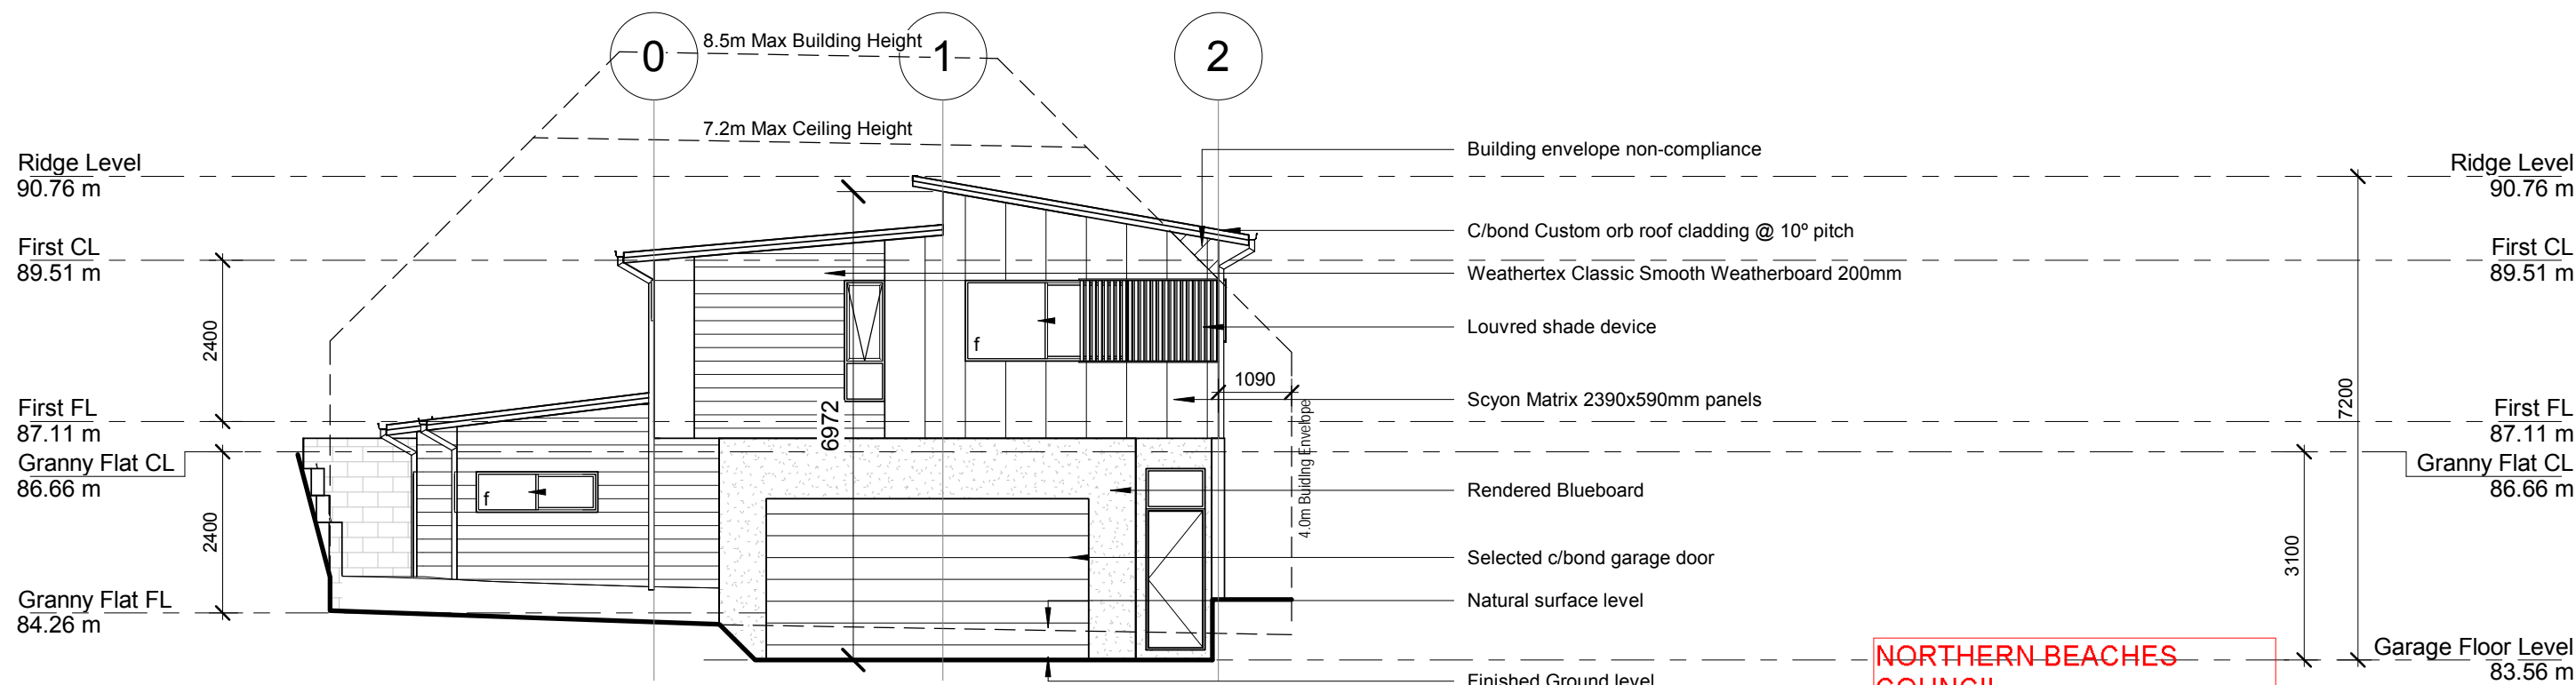 0
1
2
8.5m Max Building Height
7.2m Max Ceiling Height
Ridge Level
90.76 m
First CL
89.51 m
2400
First FL
87.11 m
Granny Flat CL
86.66 m
2400
Granny Flat FL
84.26 m
6972
f
f
1090
4.0m Buidlng Envelope
Building envelope non-compliance
C/bond Custom orb roof cladding @ 10º pitch
Weathertex Classic Smooth Weatherboard 200mm
Louvred shade device
Scyon Matrix 2390x590mm panels
Rendered Blueboard
Selected c/bond garage door
Natural surface level
Finished Ground level
NORTHERN BEACHES
COUNCIL
Ridge Level
90.76 m
First CL
89.51 m
7200
First FL
87.11 m
Granny Flat CL
86.66 m
3100
Garage Floor Level
83.56 m